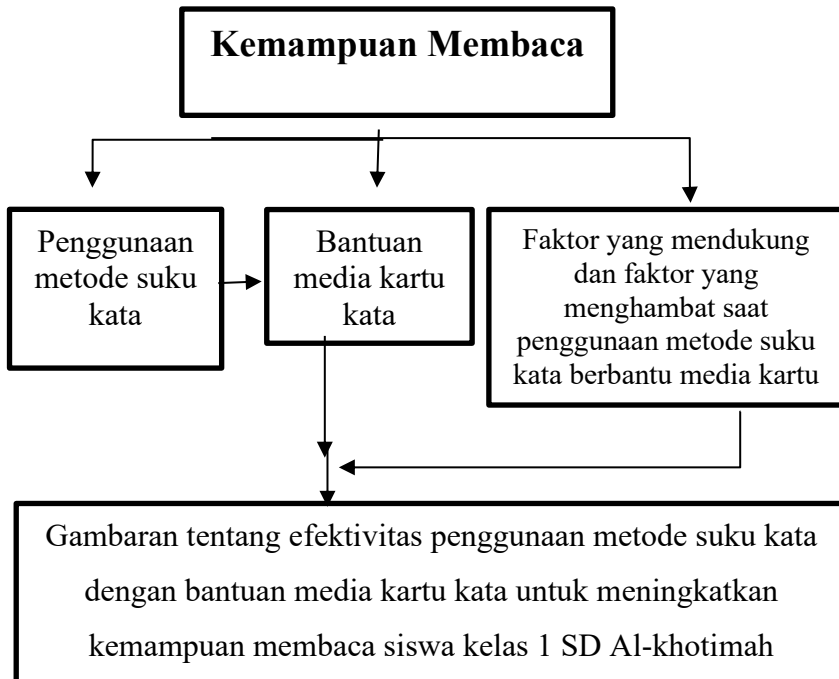 Kemampuan Membaca
Penggunaan
metode suku
kata
Bantuan
media kartu
kata
Faktor yang mendukung
dan faktor yang
menghambat saat
penggunaan metode suku
kata berbantu media kartu
Gambaran tentang efektivitas penggunaan metode suku kata
dengan bantuan media kartu kata untuk meningkatkan
kemampuan membaca siswa kelas 1 SD Al-khotimah